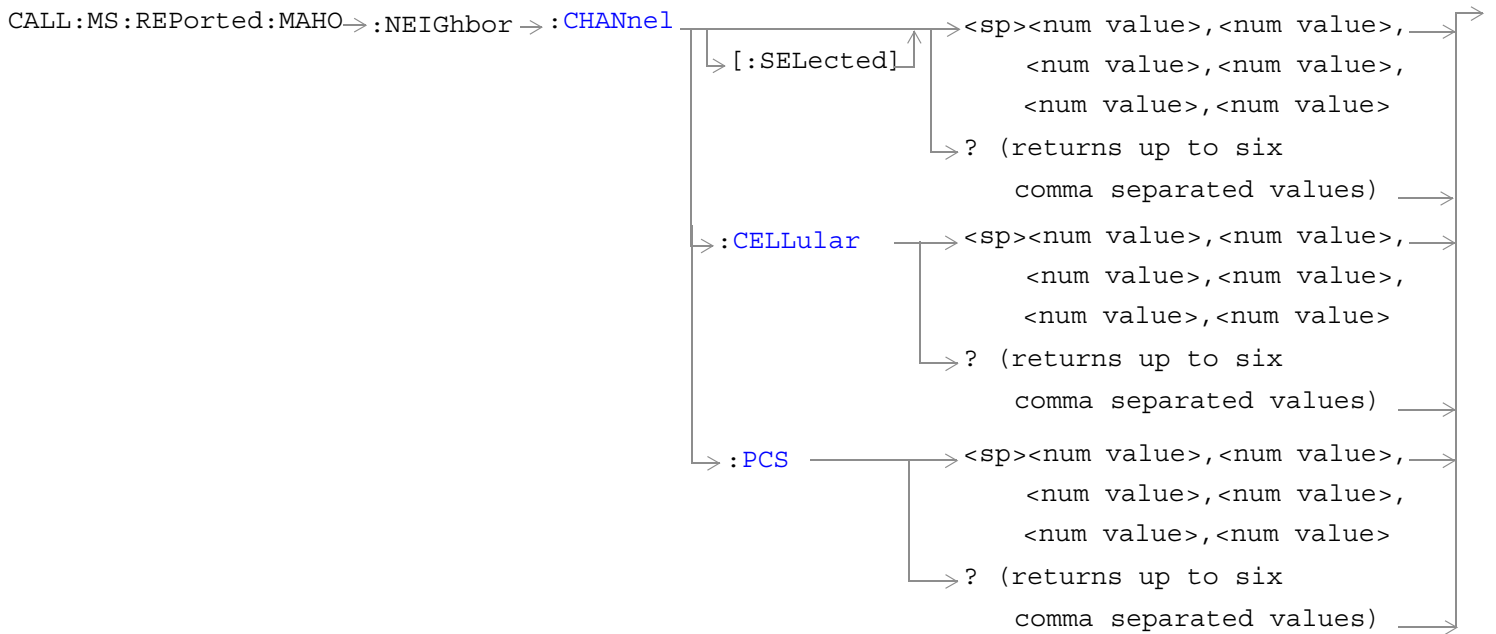 CALL:MS:REPorted:MAHO :NEIGhbor :CHANnel <sp><num value>,<num value>,
[:SELected] <num value>,<num value>,
<num value>,<num value>
? (returns up to six
comma separated values)
:CELLular <sp><num value>,<num value>,
<num value>,<num value>,
<num value>,<num value>
? (returns up to six
comma separated values)
:PCS <sp><num value>,<num value>,
<num value>,<num value>,
<num value>,<num value>
? (returns up to six
comma separated values)